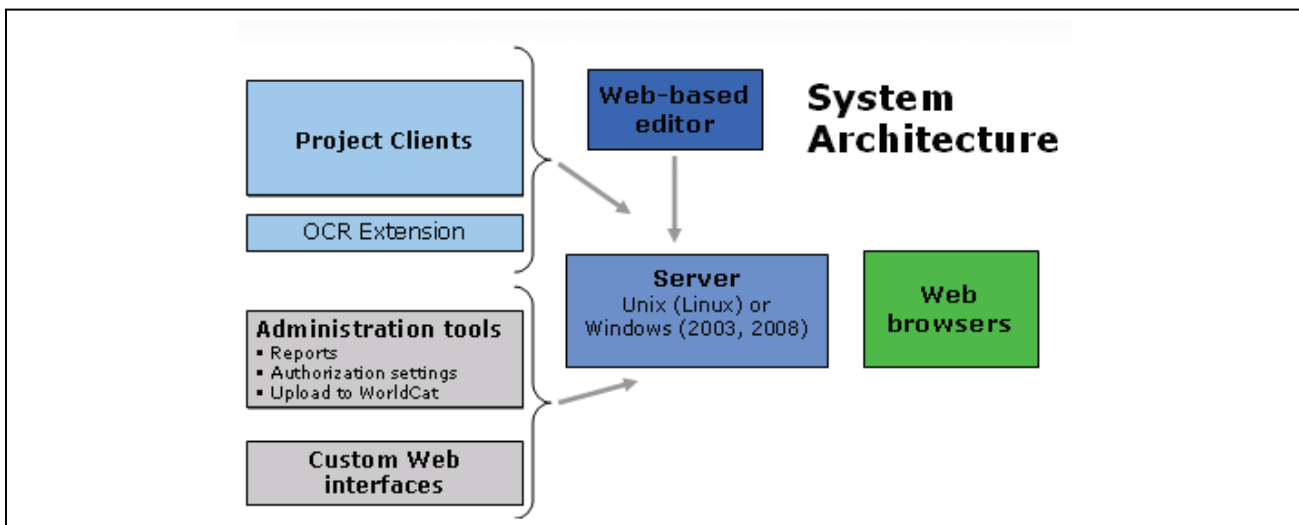 Project Clients
OCR Extension
Web-based
editor
System
Architecture
Server
Unix (Linux) or
Windows (2003, 2008)
Web
browsers
Administration tools
▪ Reports
▪ Authorization settings
▪ Upload to WorldCat
Custom Web
interfaces